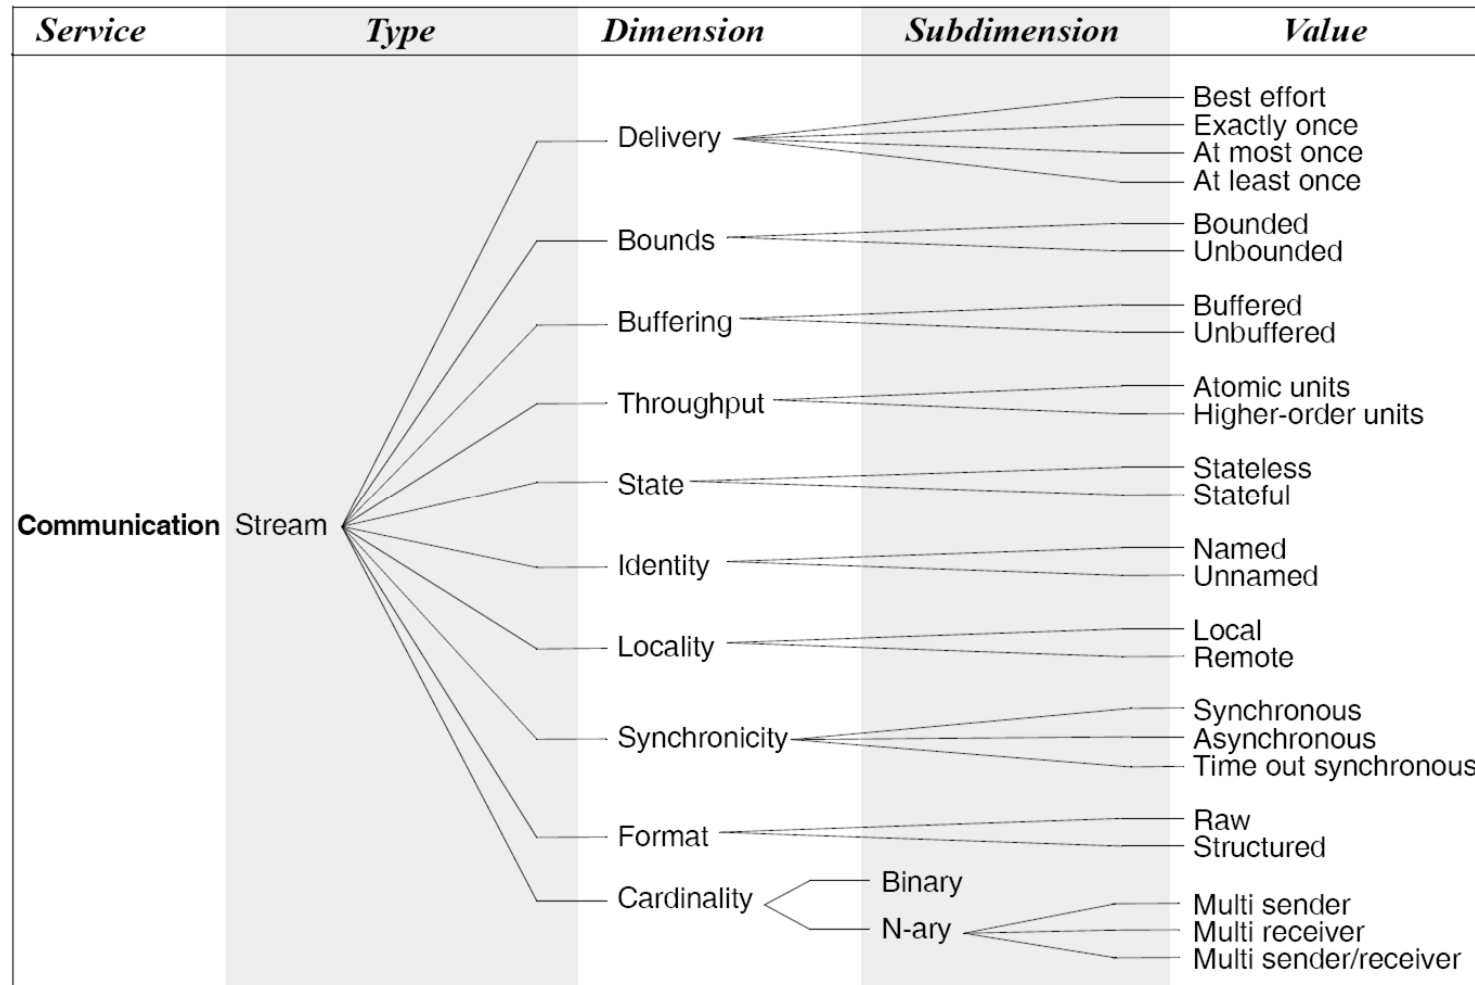 Service Type Dimension Subdimension Value
Best effort
Delivery Exactly once
At most once
At least once
Bounded
Bounds
Unbounded
Buffered
Buffering
Unbuffered
Atomic units
Throughput
Higher-order units
Stateless
State
Stateful
Communication Stream
Named
Identity
Unnamed
Local
Locality
Remote
Synchronous
Synchronicity Asynchronous
Time out synchronous
Raw
Format
Structured
Binary
Cardinality
Multi sender
N-ary Multi receiver
Multi sender/receiver